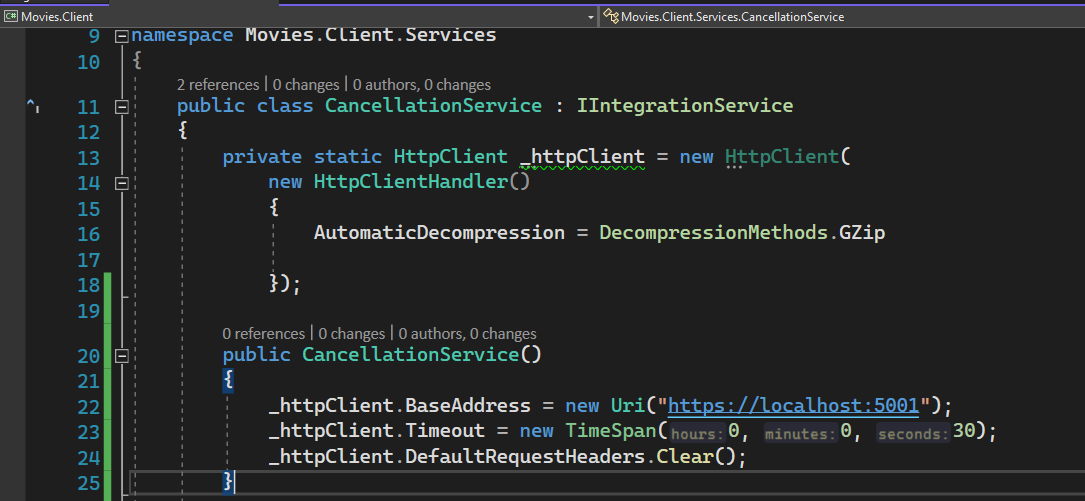 Movies.Client Movies.Client.Services.CancellationService
9 namespace Movies.Client.Services
10 {
2 references | 0 changes | 0 authors, 0 changes
11 public class CancellationService : IIntegrationService
12 {
13 private static HttpClient _httpClient = new HttpClient(
14 new HttpClientHandler()
15 {
16 AutomaticDecompression = DecompressionMethods.GZip
17
18 });
19
0 references | 0 changes | 0 authors, 0 changes
20 public CancellationService()
21 {
22 _httpClient.BaseAddress = new Uri("https://localhost:5001");
23 _httpClient.Timeout = new TimeSpan(hours: 0, minutes: 0, seconds: 30);
24 _httpClient.DefaultRequestHeaders.Clear();
25 }